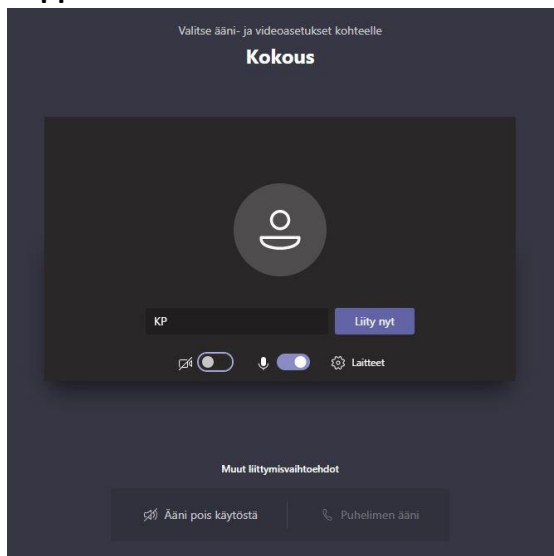 Valitse ääni- ja videoasetukset kohteelle
Kokous
KP
Liity nyt
Laitteet
Muut liittymisvaihtoehdot
Ääni pois käytöstä
Puhelimen ääni